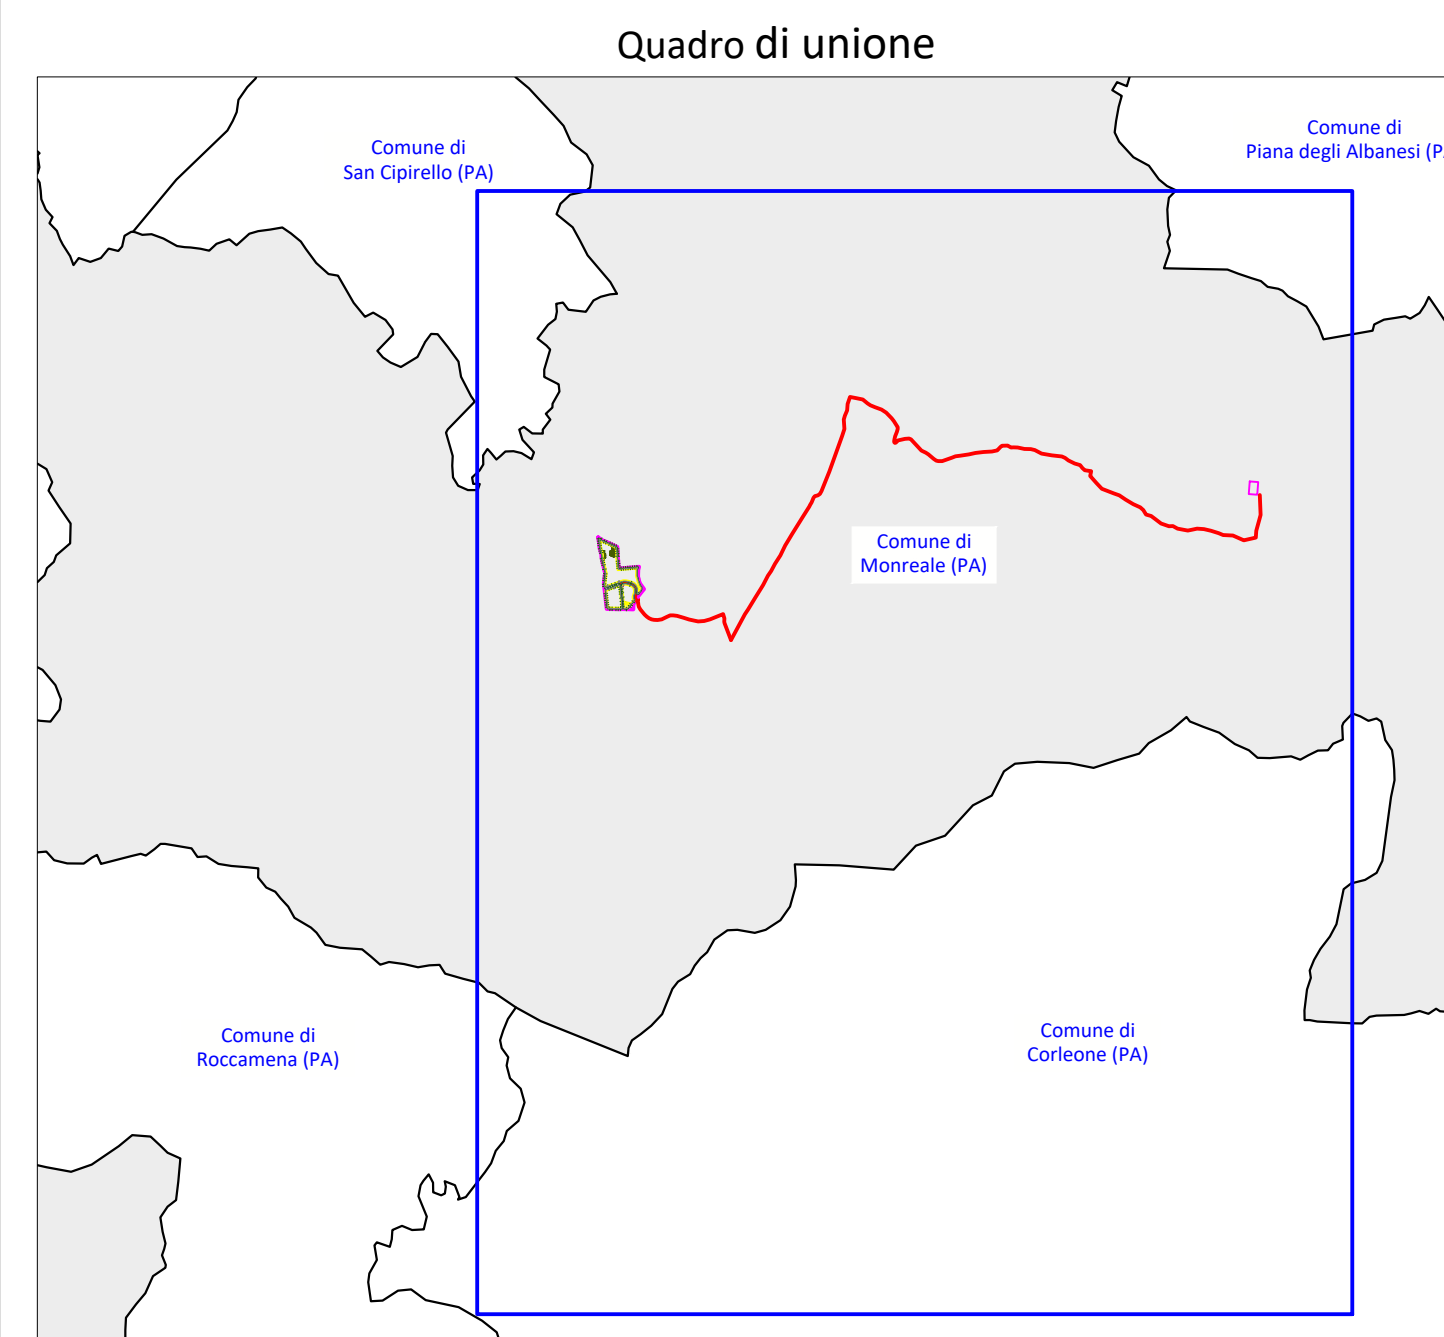 Quadro di unione
Comune di
San Cipirello (PA)
Comune di
Piana degli Albanesi (PA
Comune di
Monreale (PA)
Comune di
Roccamena (PA)
Comune di
Corleone (PA)